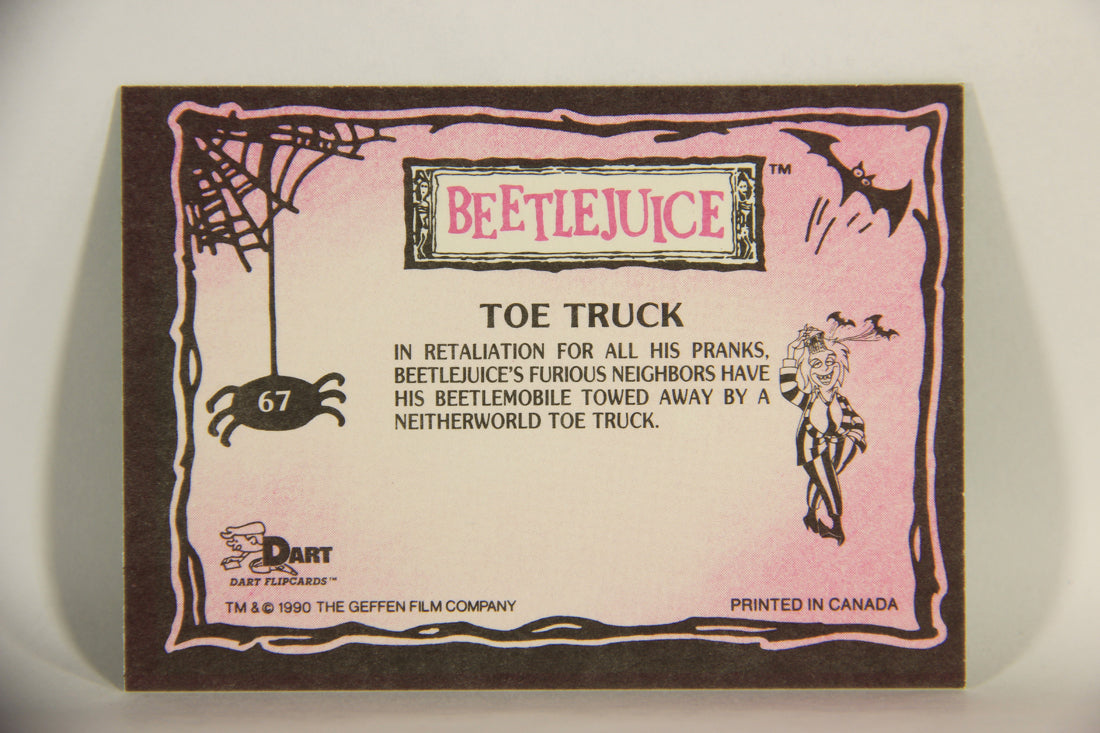 BEETLEJUICE ™
TOE TRUCK
IN RETALIATION FOR ALL HIS PRANKS,
BEETLEJUICE'S FURIOUS NEIGHBORS HAVE
HIS BEETLEMOBILE TOWED AWAY BY A
NEITHERWORLD TOE TRUCK.
67
DART
DART FLIPCARDS™
TM & © 1990 THE GEFFEN FILM COMPANY
PRINTED IN CANADA